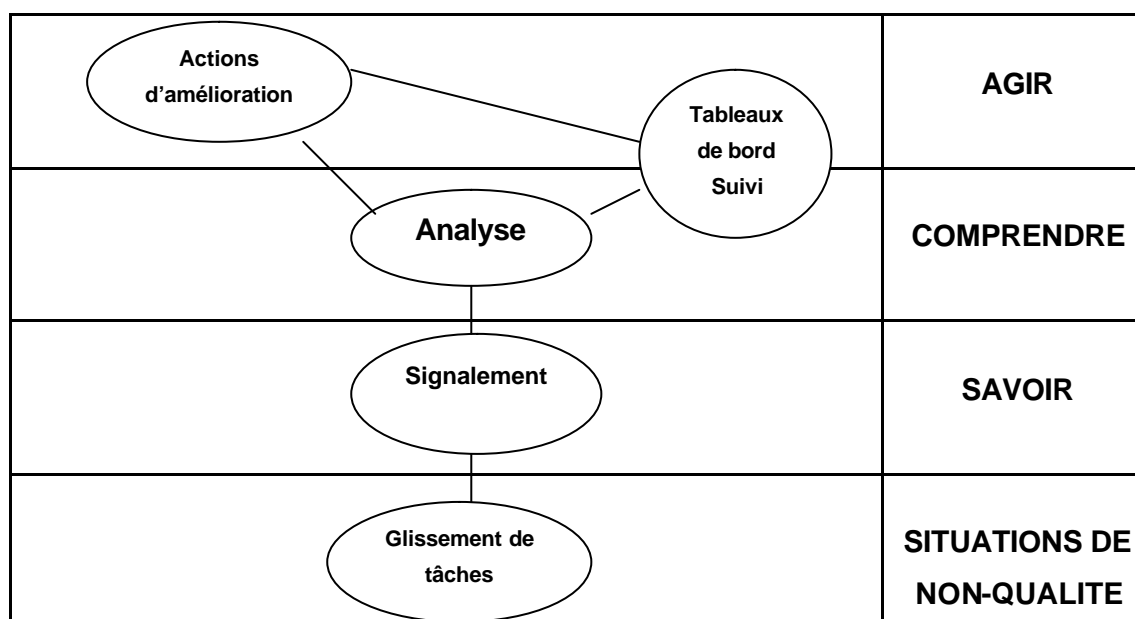 Actions
d'amélioration
Tableaux
de bord
Suivi
AGIR
Analyse
COMPRENDRE
Signalement
SAVOIR
Glissement de
tâches
SITUATIONS DE
NON-QUALITE